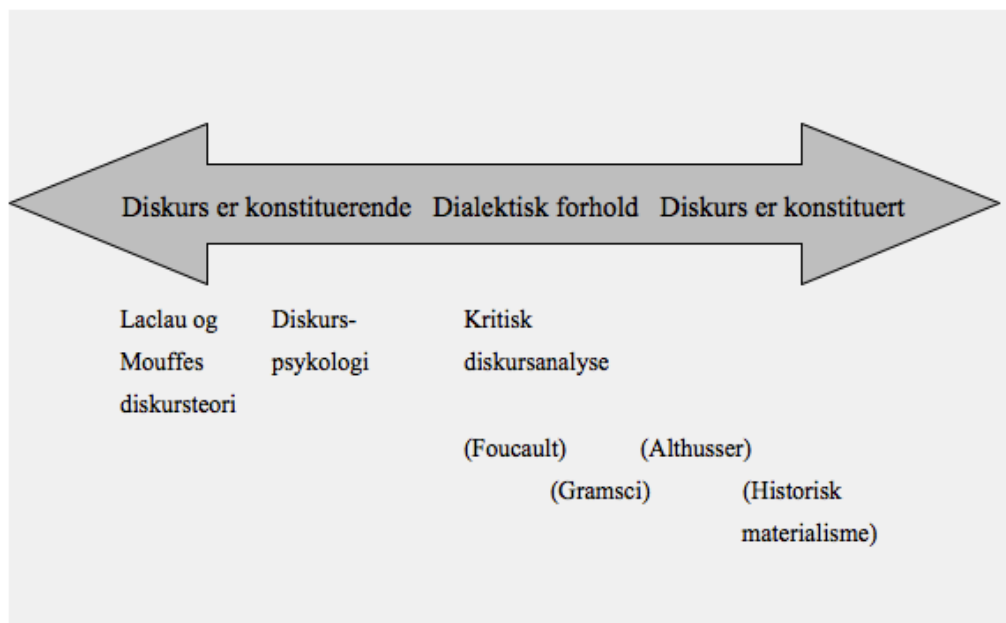 Diskurs er konstituerende Dialektisk forhold Diskurs er konstituert
Laclau og
Mouffes
diskursteori
Diskurs-
psykologi
Kritisk
diskursanalyse
(Foucault)
(Gramsci)
(Althusser)
(Historisk
materialisme)